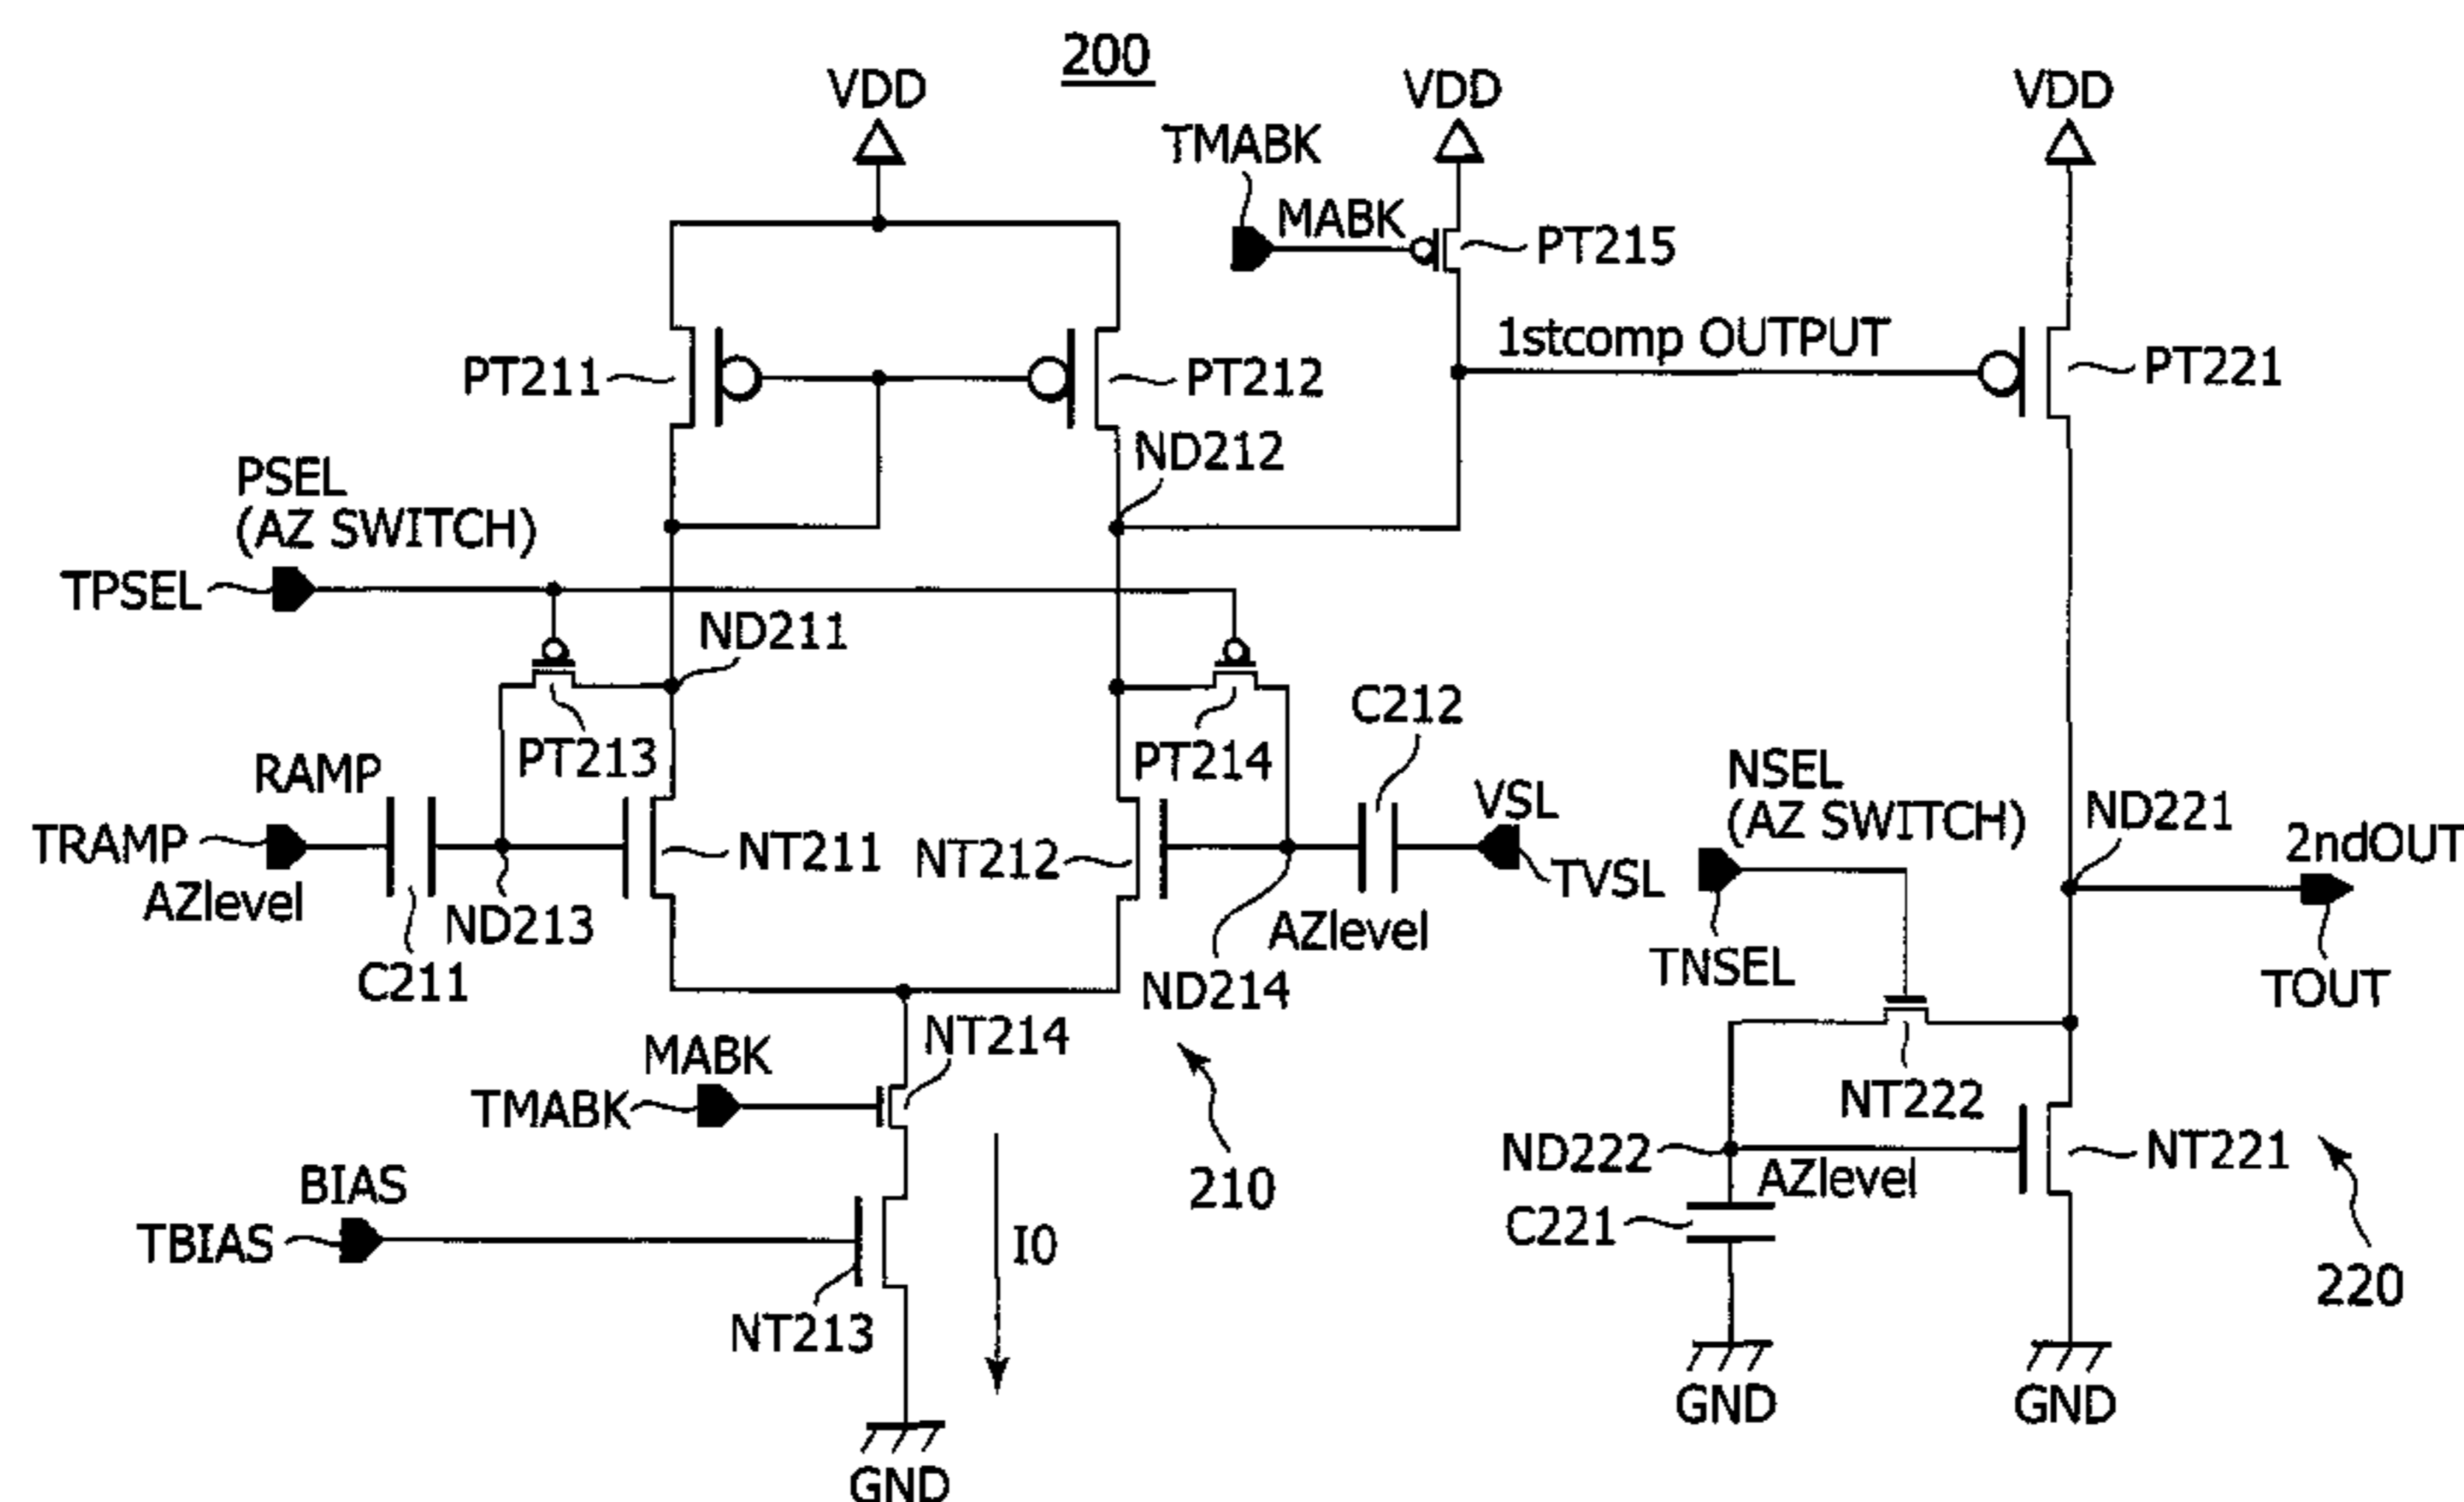 200
VDD
VDD
VDD
TMABK
MABK
PT215
1stcomp OUTPUT
PT211
PT212
PT221
ND212
PSEL
(AZ SWITCH)
TPSEL
ND211
PT213
PT214
C212
RAMP
TRAMP
AZlevel
NT211
NT212
VSL
TVSL
NSEL
(AZ SWITCH)
ND221
2ndOUT
ND213
C211
AZlevel
ND214
TNSEL
TOUT
MABK
NT214
TMABK
NT222
ND222
AZlevel
NT221
BIAS
TBIAS
210
I0
C221
220
NT213
GND
GND
GND